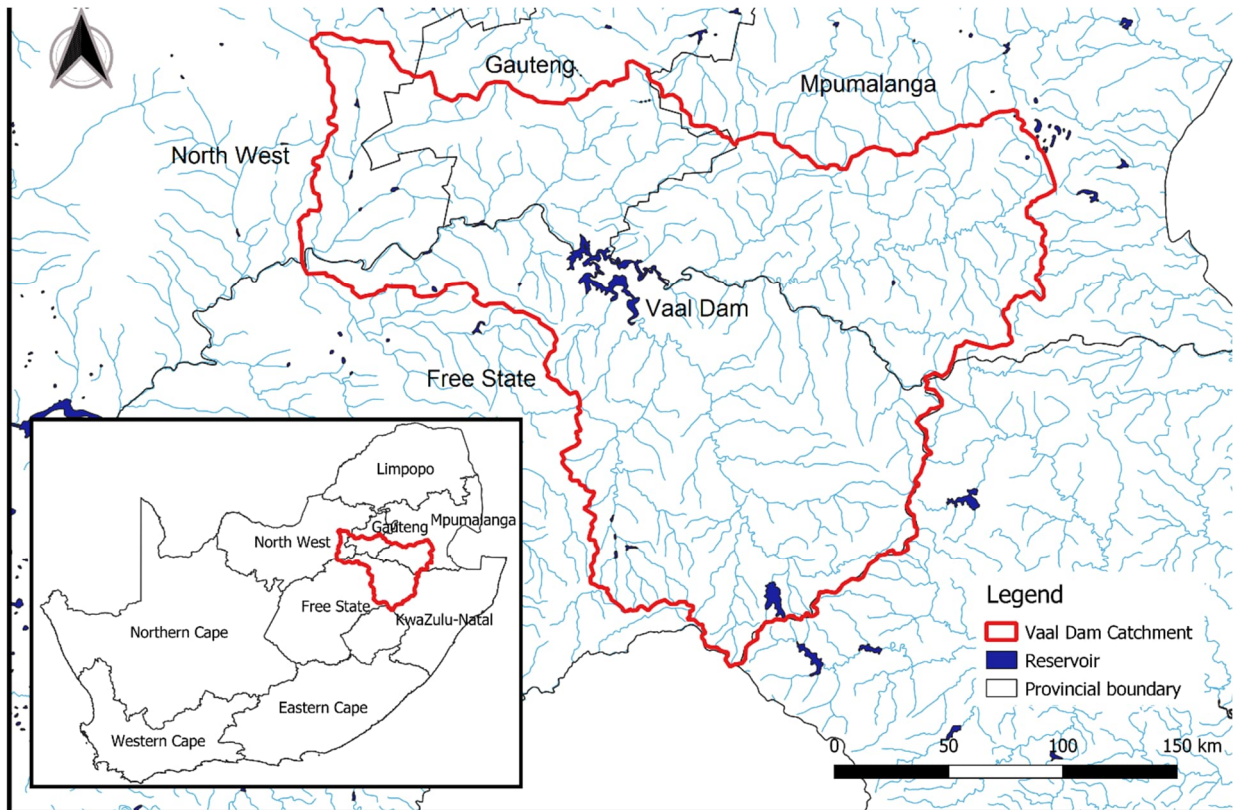 Gauteng
Mpumalanga
North West
Vaal Dam
Free State
Limpopo
Mpumalanga
Gauteng
North West
Free State
KwaZulu-Natal
Northern Cape
Eastern Cape
Western Cape
Legend
Vaal Dam Catchment
Reservoir
Provincial boundary
0 50 100 150 km